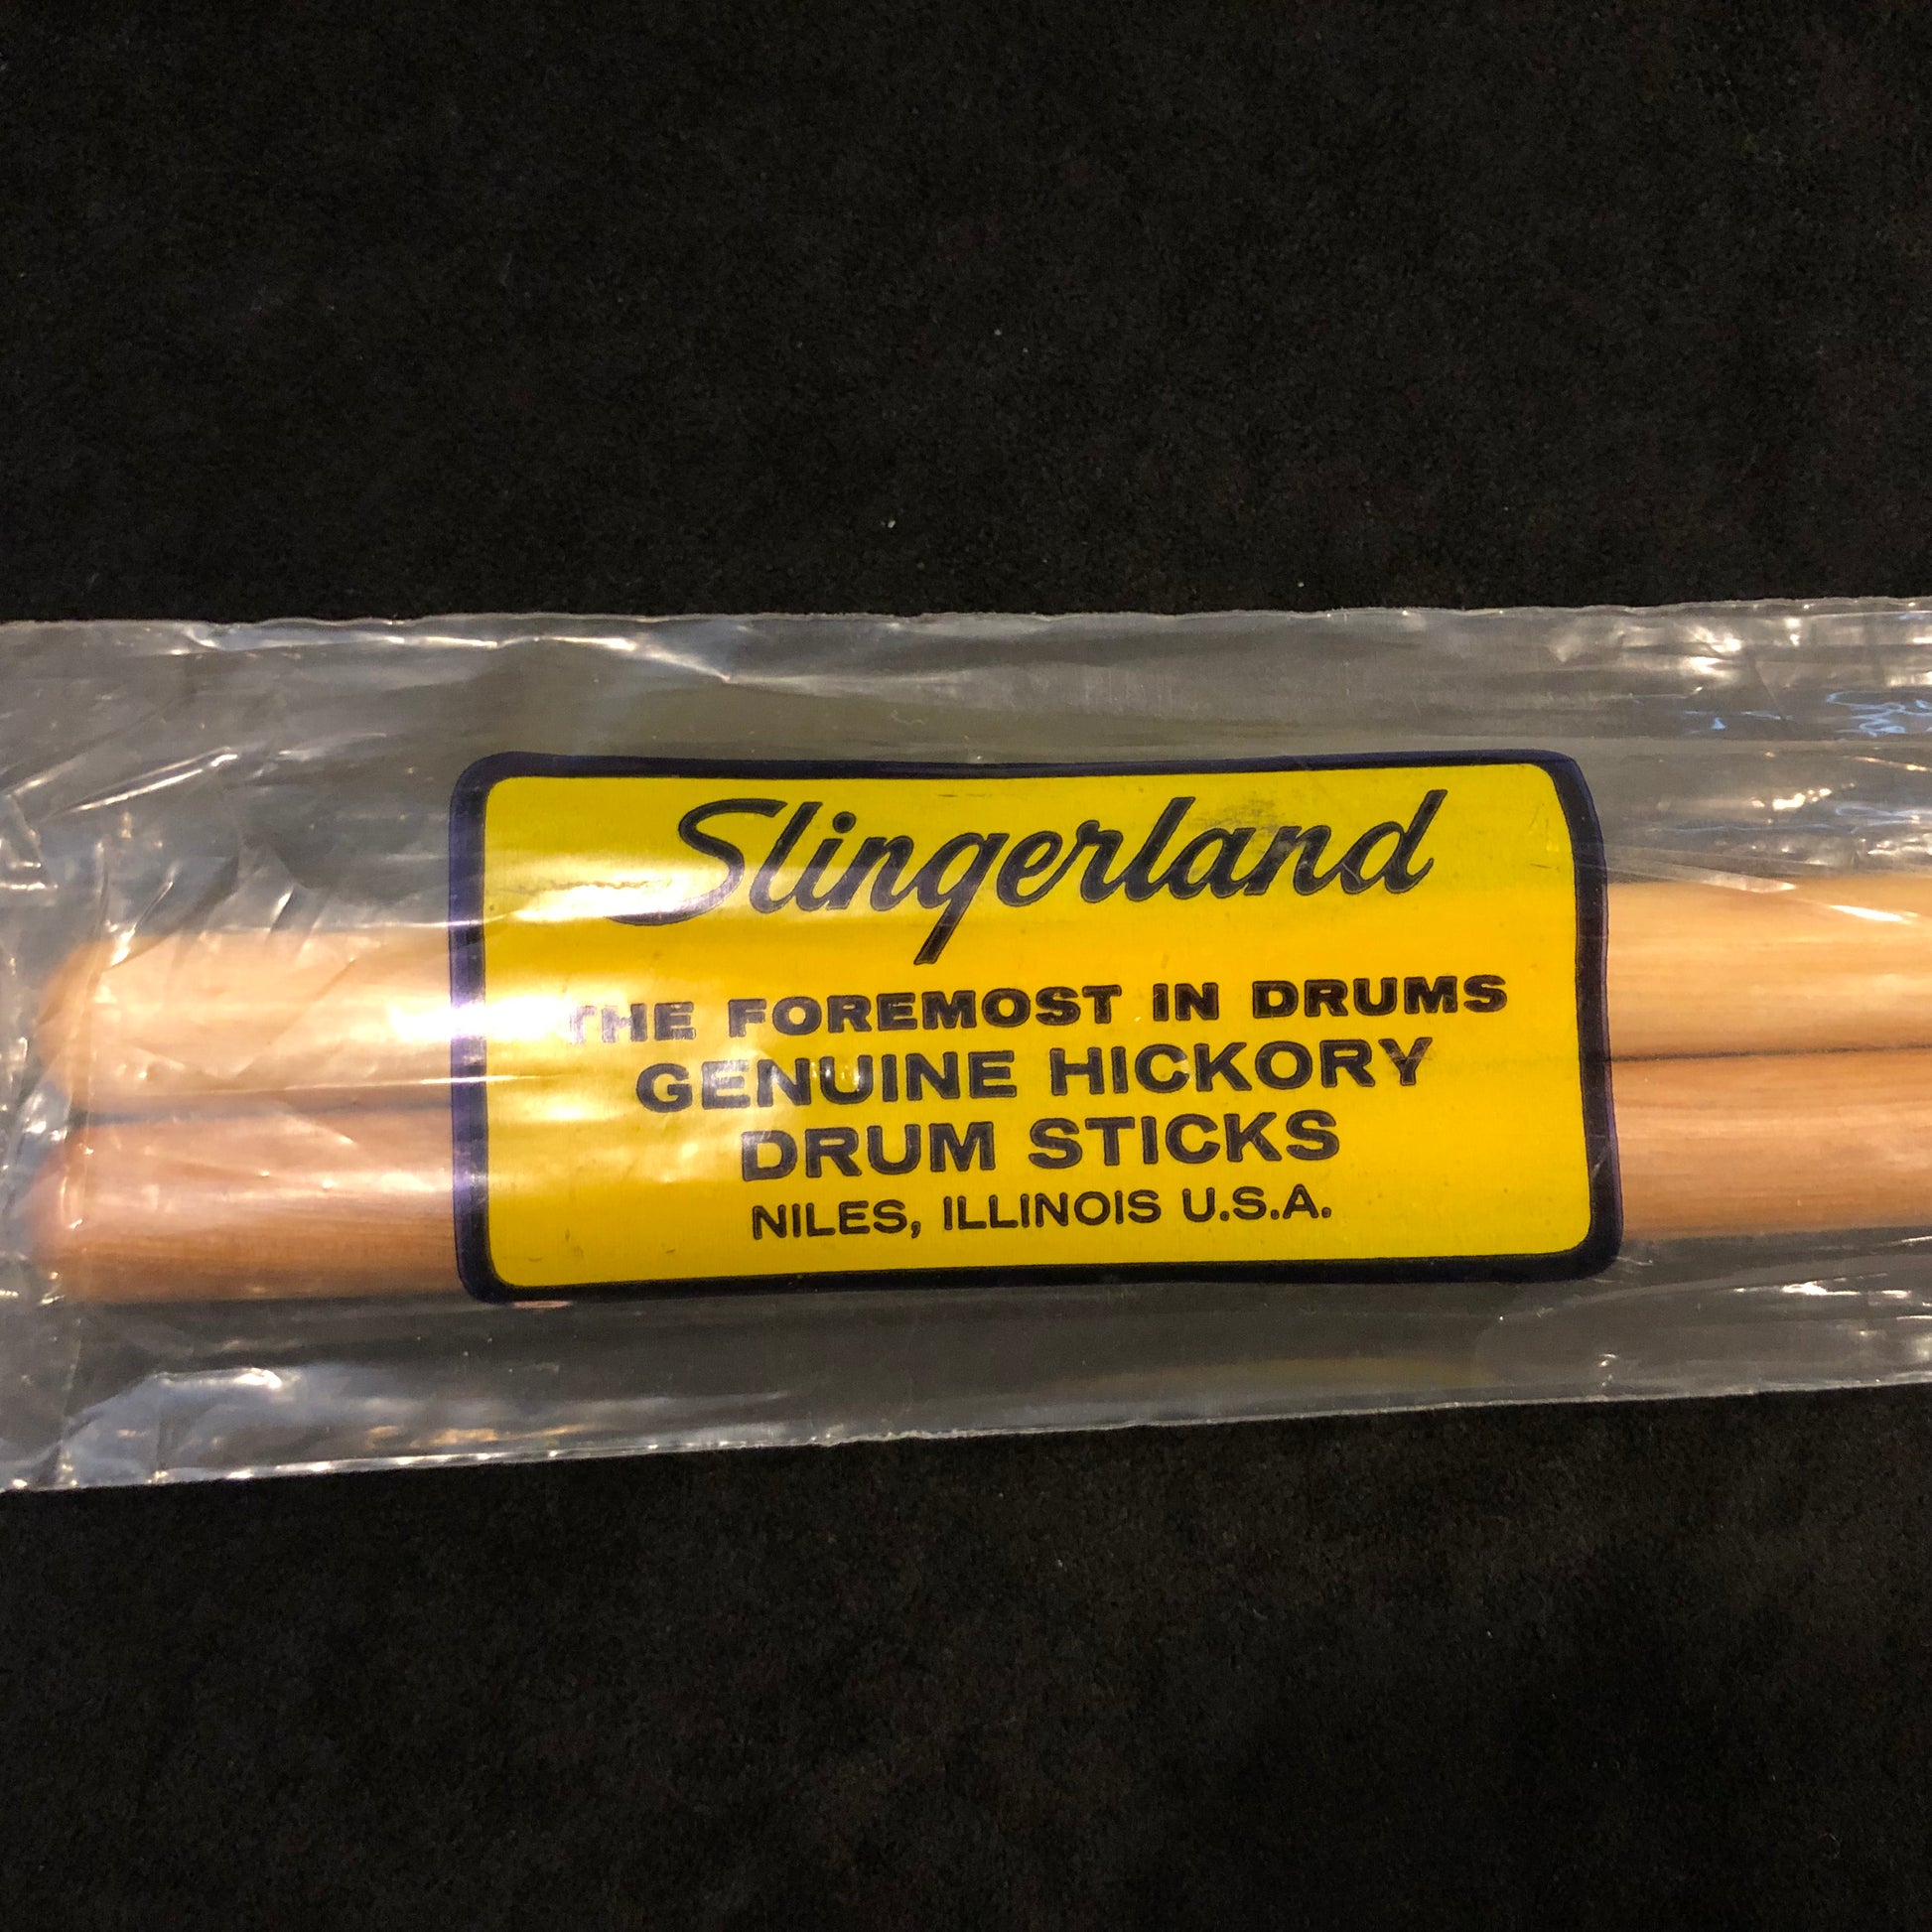 Slingerland
THE FOREMOST IN DRUMS
GENUINE HICKORY
DRUM STICKS
NILES, ILLINOIS U.S.A.